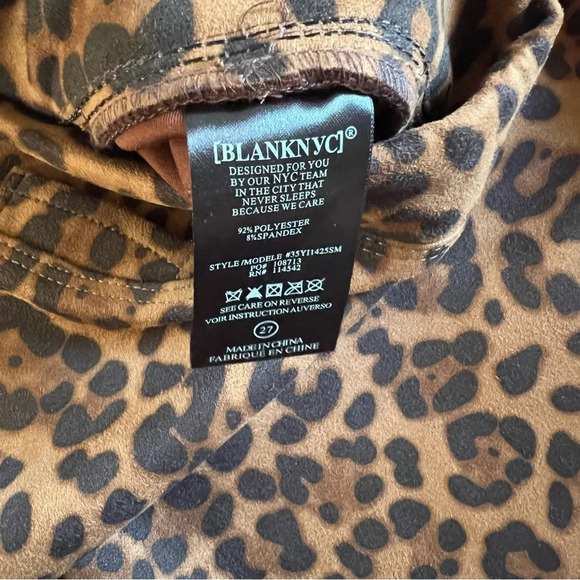 [BLANKNYC]®
DESIGNED FOR YOU
BY OUR NYC TEAM
IN THE CITY THAT
NEVER SLEEPS
BECAUSE WE CARE
92% POLYESTER
8% SPANDEX
STYLE/MODELE #35YI1425SM
PO# 108713
RN# 114542
SEE CARE ON REVERSE
VOIR INSTRUCTION AU VERSO
27
MADE IN CHINA
FABRIQUE EN CHINE